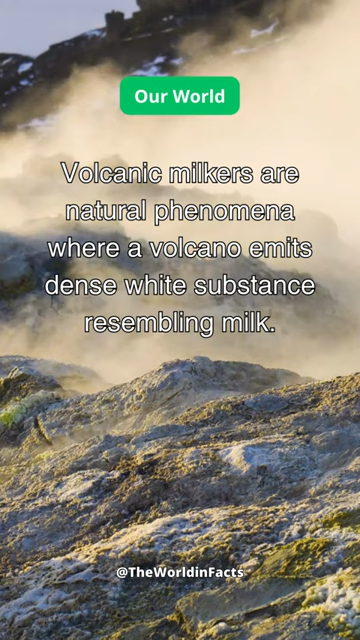 Our World
Volcanic milkers are
natural phenomena
where a volcano emits
dense white substance
resembling milk.
@TheWorldinFacts